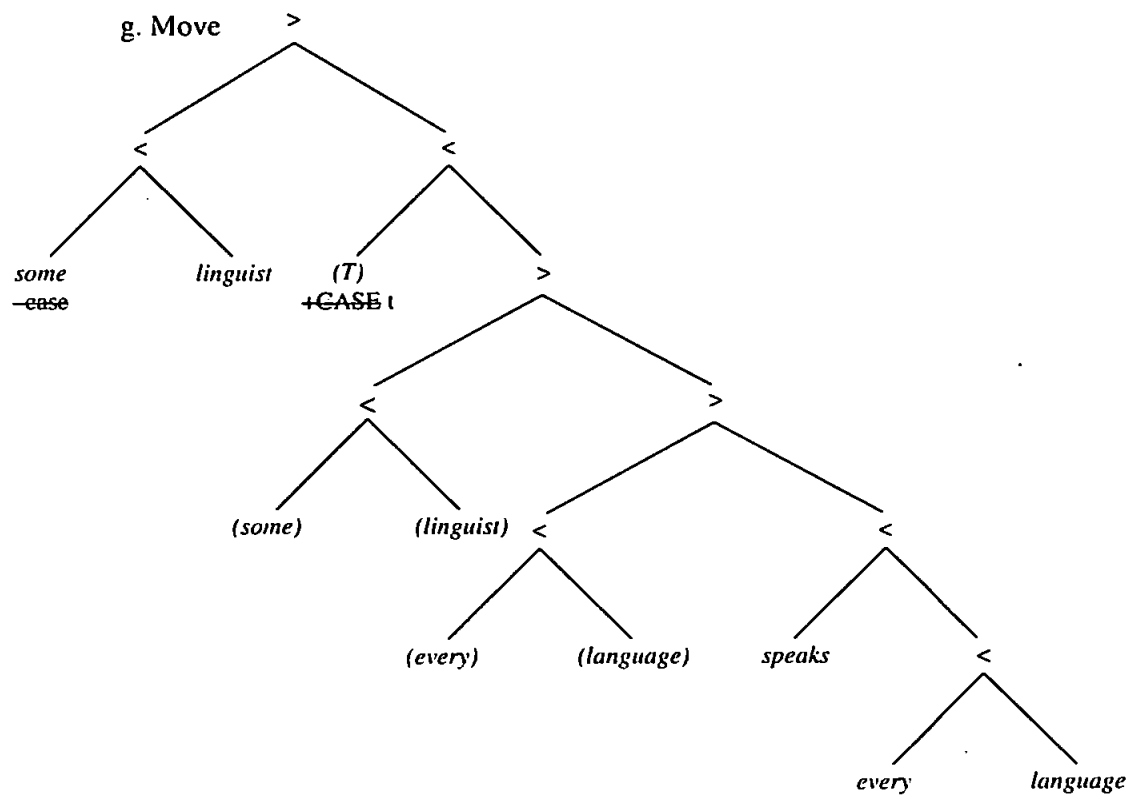 g. Move >
< <
some linguist (T) >
-case +CASE t
< >
(some) (linguist) < <
(every) (language) speaks <
every language